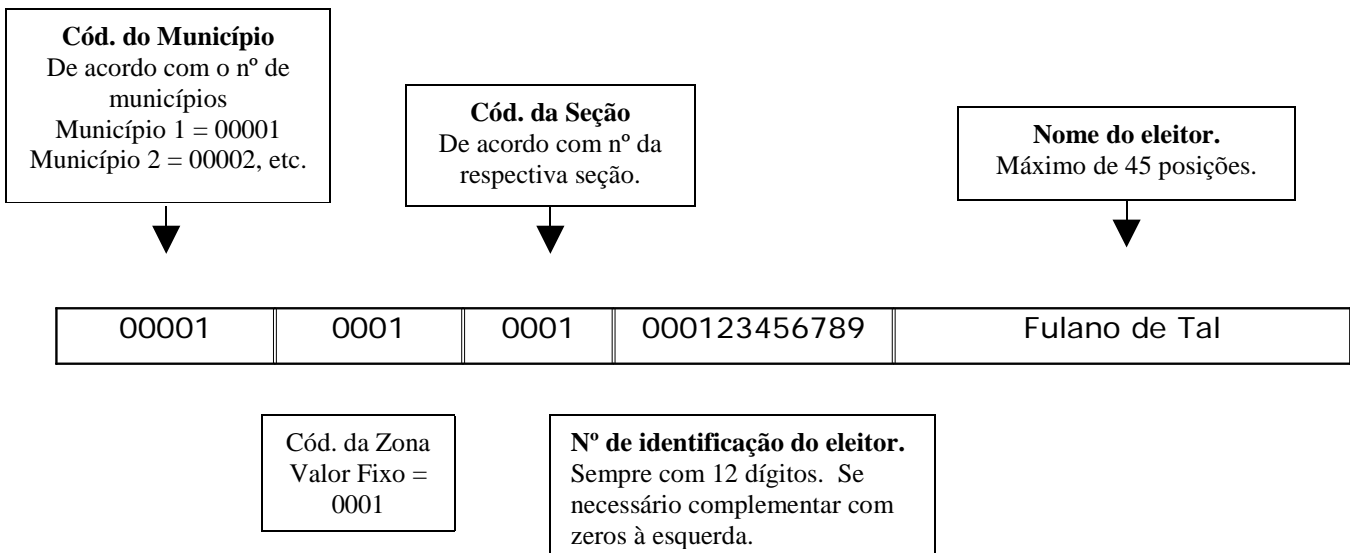 Cód. do Município
De acordo com o nº de
municípios
Município 1 = 00001
Município 2 = 00002, etc.
Cód. da Seção
De acordo com nº da
respectiva seção.
Nome do eleitor.
Máximo de 45 posições.
00001 0001 0001 000123456789 Fulano de Tal
Cód. da Zona
Valor Fixo =
0001
Nº de identificação do eleitor.
Sempre com 12 dígitos. Se
necessário complementar com
zeros à esquerda.